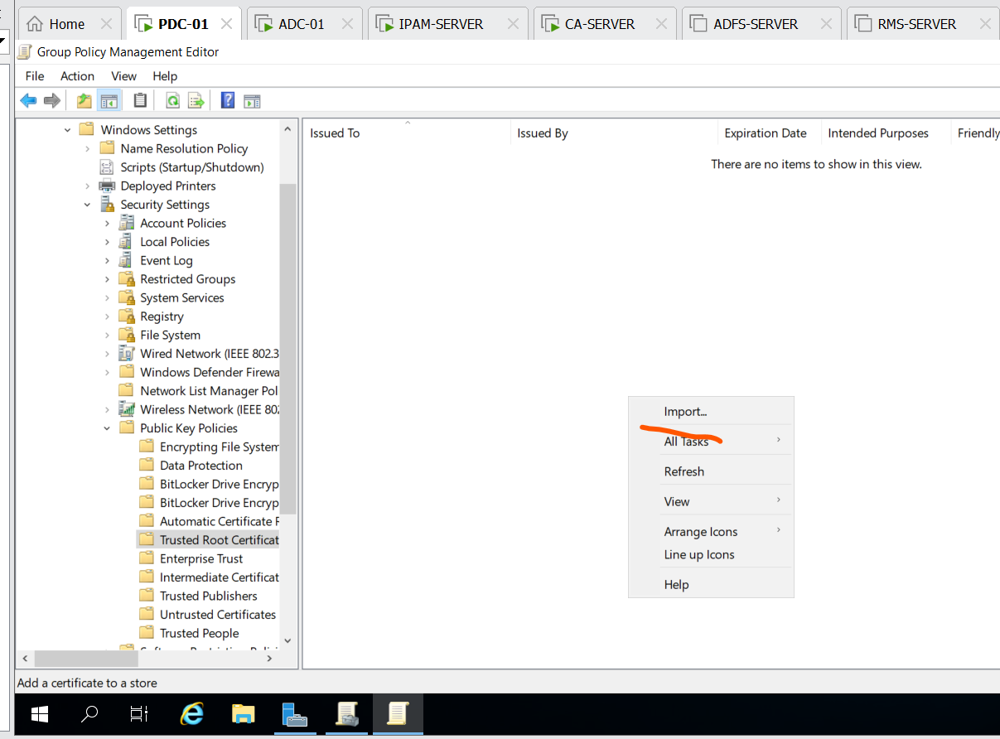 Home
PDC-01
ADC-01
IPAM-SERVER
CA-SERVER
ADFS-SERVER
RMS-SERVER
Group Policy Management Editor
File Action View Help
Windows Settings
Name Resolution Policy
Scripts (Startup/Shutdown)
Deployed Printers
Security Settings
Account Policies
Local Policies
Event Log
Restricted Groups
System Services
Registry
File System
Wired Network (IEEE 802.3
Windows Defender Firewa
Network List Manager Pol
Wireless Network (IEEE 802
Public Key Policies
Encrypting File System
Data Protection
BitLocker Drive Encryp
BitLocker Drive Encryp
Automatic Certificate R
Trusted Root Certificat
Enterprise Trust
Intermediate Certificat
Trusted Publishers
Untrusted Certificates
Trusted People
Issued To Issued By Expiration Date Intended Purposes Friendly
There are no items to show in this view.
Import...
All Tasks
Refresh
View
Arrange Icons
Line up Icons
Help
Add a certificate to a store